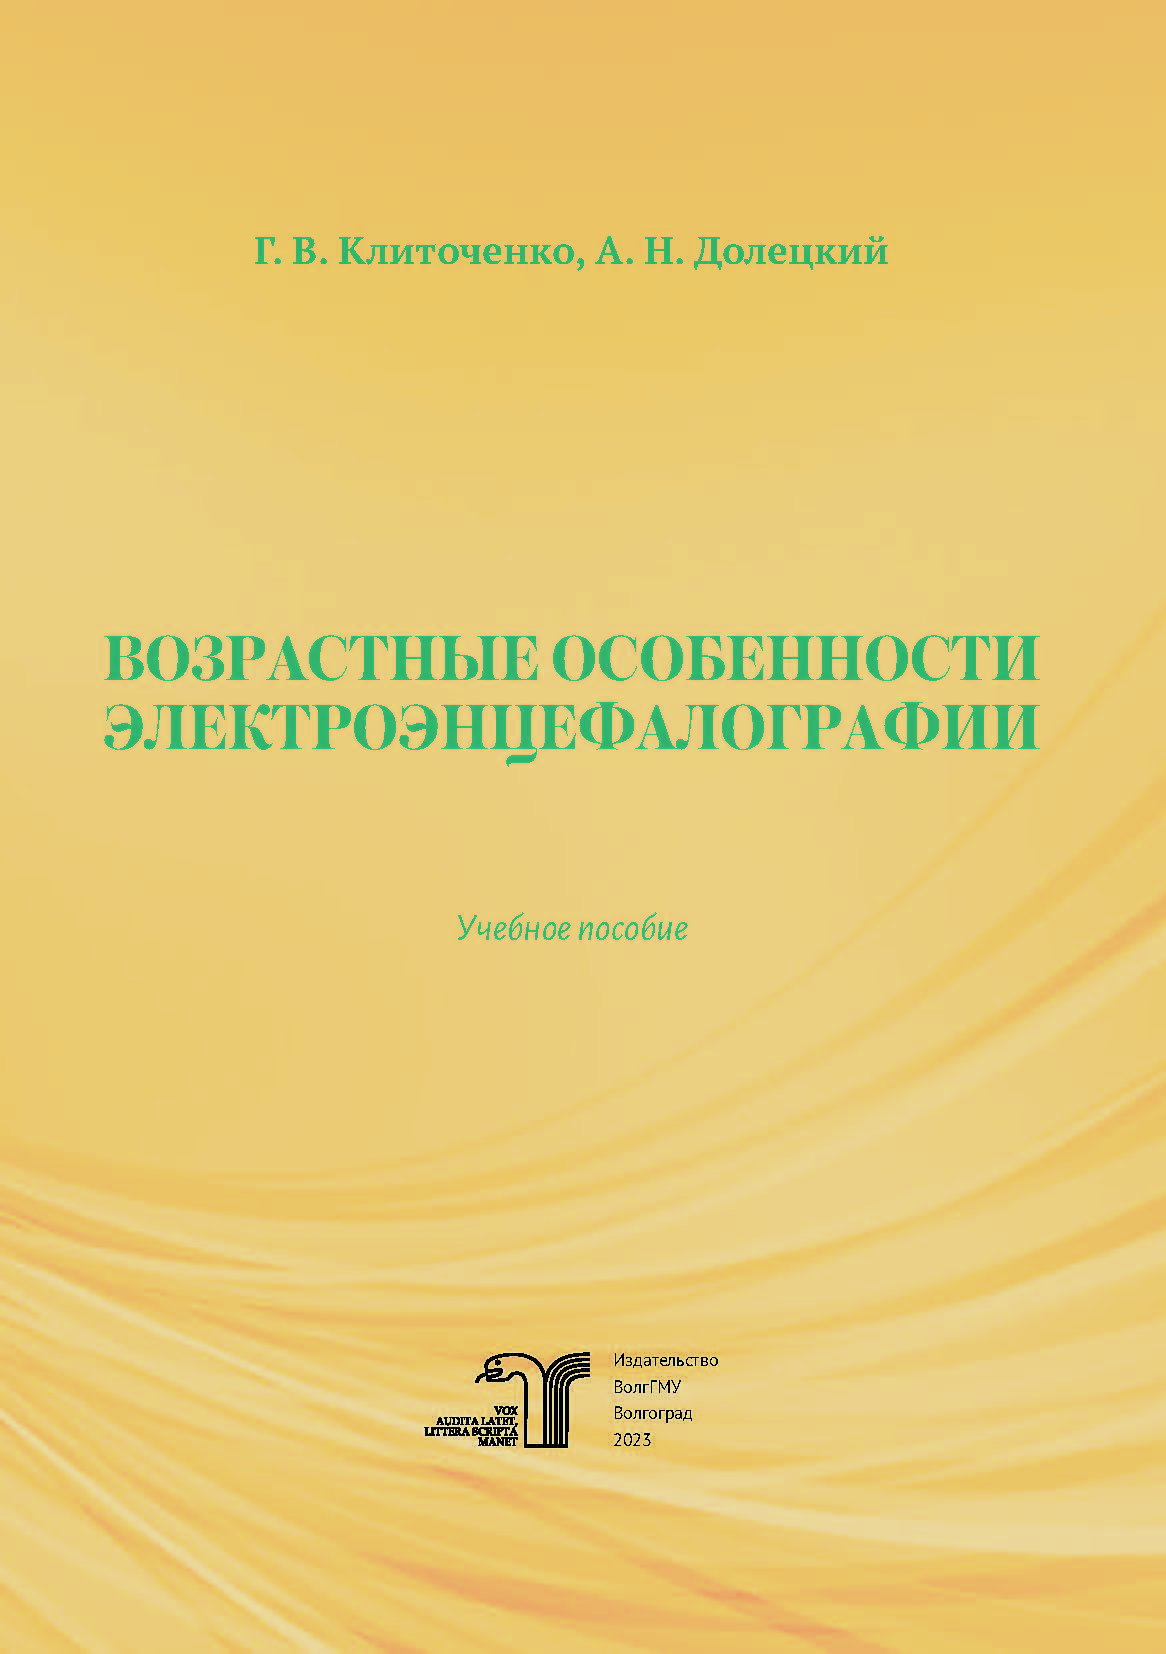 Г. В. Клиточенко, А. Н. Долецкий
ВОЗРАСТНЫЕ ОСОБЕННОСТИ
ЭЛЕКТРОЭНЦЕФАЛОГРАФИИ
Учебное пособие
VOX
AUDITA LATET,
LITTERA SCRIPTA
MANET
Издательство
ВолгГМУ
Волгоград
2023